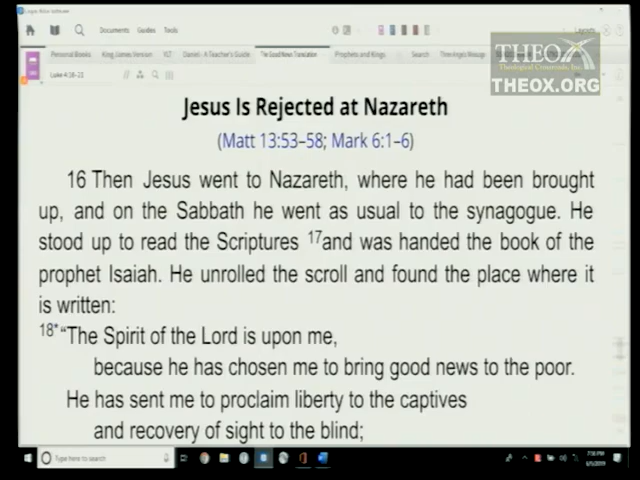 Documents Guides Tools Layouts
Personal Books King James Version YLT Daniel - A Teacher's Guide The Good News Translation Prophets and Kings Search
Luke 4:16-21
THEOX
THEOX.ORG
Jesus Is Rejected at Nazareth
(Matt 13:53–58; Mark 6:1–6)
16 Then Jesus went to Nazareth, where he had been brought
up, and on the Sabbath he went as usual to the synagogue. He
stood up to read the Scriptures 17and was handed the book of the
prophet Isaiah. He unrolled the scroll and found the place where it
is written:
18*“The Spirit of the Lord is upon me,
because he has chosen me to bring good news to the poor.
He has sent me to proclaim liberty to the captives
and recovery of sight to the blind;
Type here to search